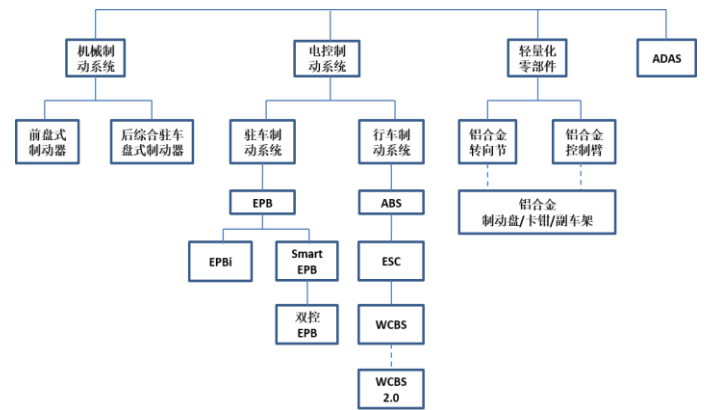 机械制
动系统
电控制
动系统
轻量化
零部件
ADAS
前盘式
制动器
后综合驻车
盘式制动器
驻车制
动系统
行车制
动系统
铝合金
转向节
铝合金
控制臂
EPB
ABS
铝合金
制动盘/卡钳/副车架
EPBi
Smart
EPB
ESC
双控
EPB
WCBS
WCBS
2.0